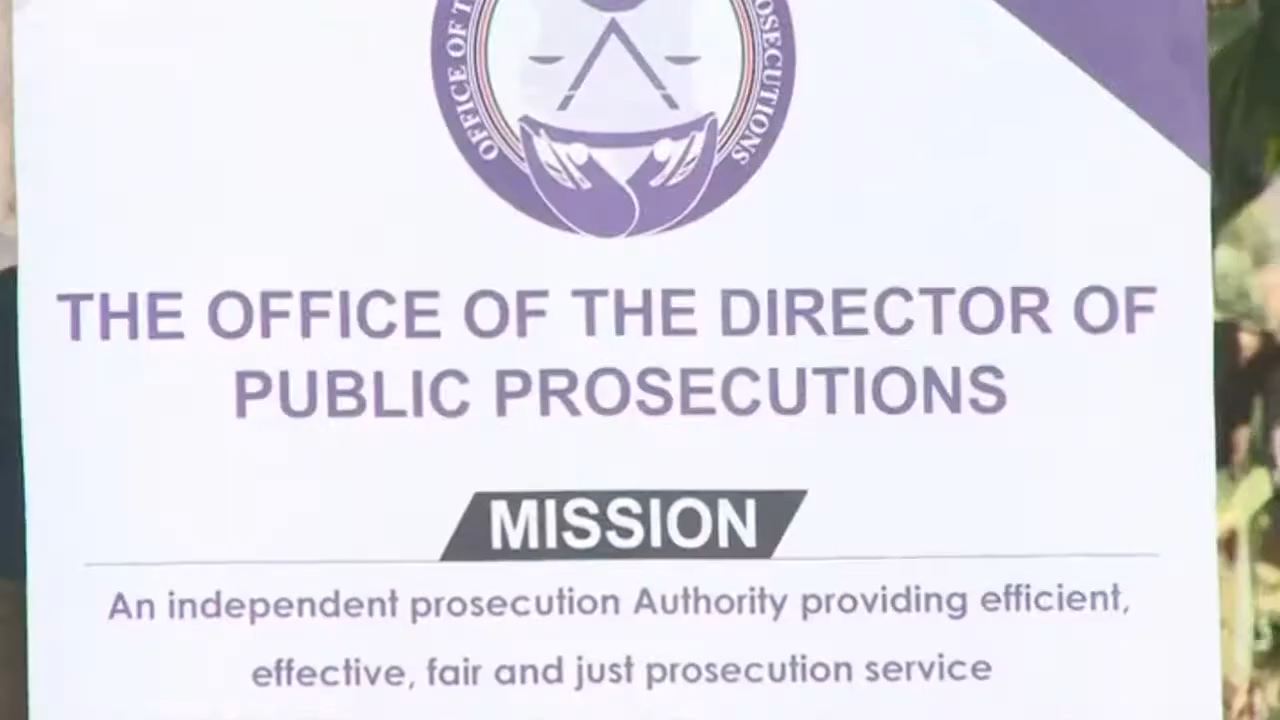 OFFICE OF T
OSECUTIONS
THE OFFICE OF THE DIRECTOR OF
PUBLIC PROSECUTIONS
MISSION
An independent prosecution Authority providing efficient,
effective, fair and just prosecution service